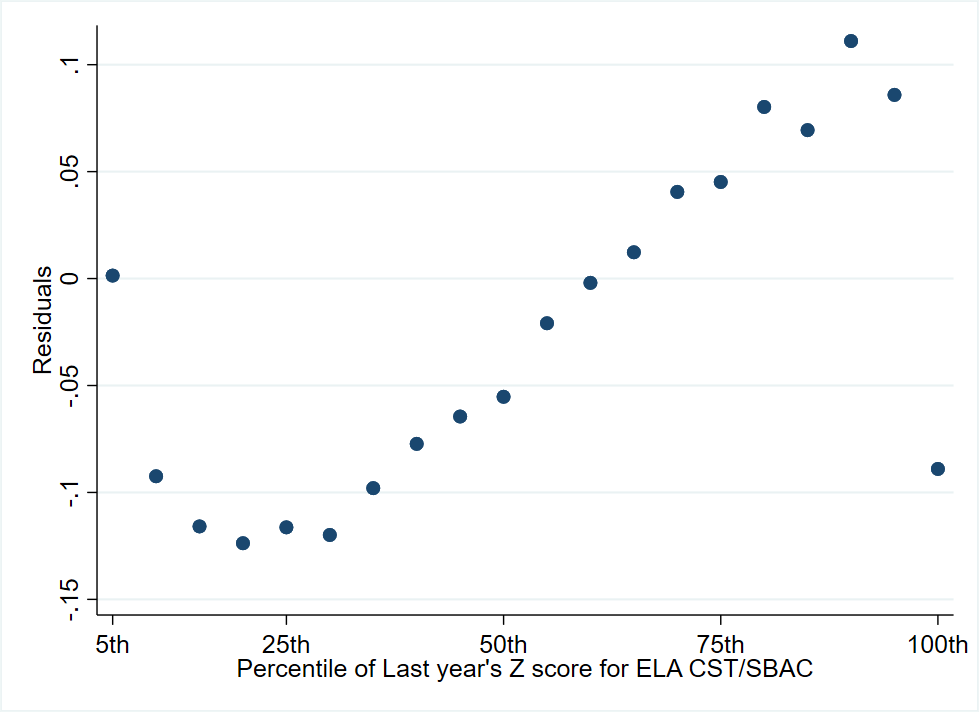 .1
.05
0
-.05
-.1
-.15
Residuals
5th 25th 50th 75th 100th
Percentile of Last year's Z score for ELA CST/SBAC